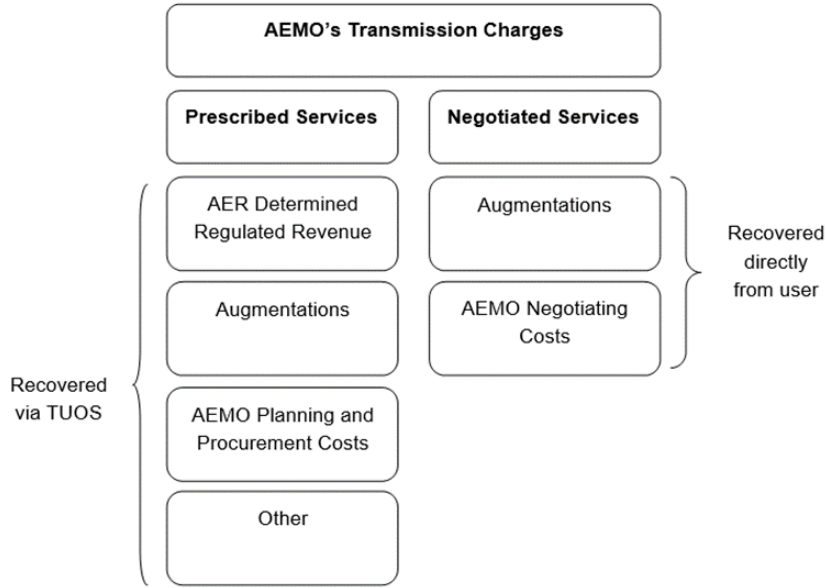 AEMO’s Transmission Charges
Prescribed Services
Negotiated Services
AER Determined
Regulated Revenue
Augmentations
AEMO Planning and
Procurement Costs
Other
Recovered
via TUOS
Augmentations
AEMO Negotiating
Costs
Recovered
directly
from user